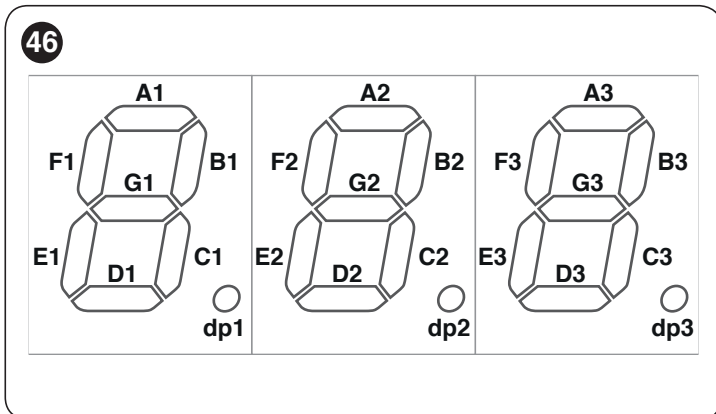 46
A1 A2 A3
F1 B1 F2 B2 F3 B3
G1 G2 G3
E1 C1 E2 C2 E3 C3
D1 D2 D3
dp1 dp2 dp3